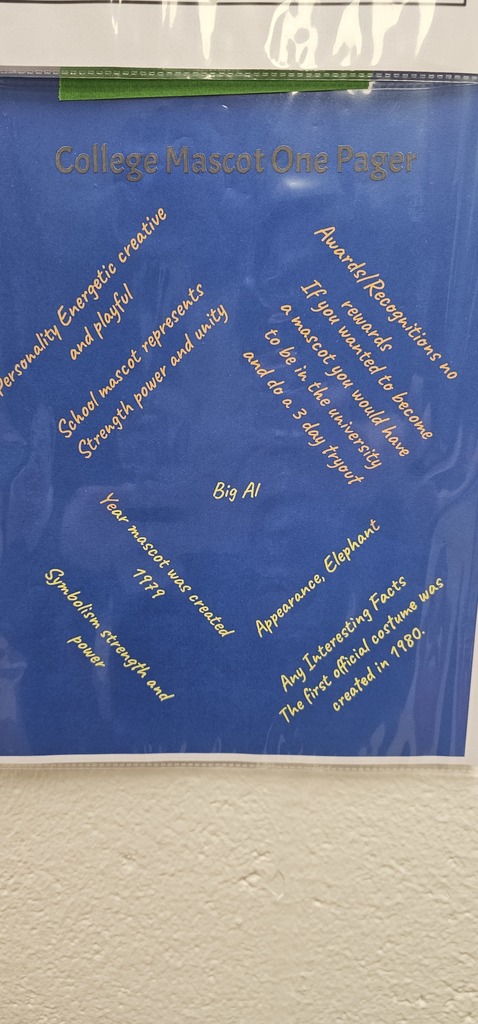 College Mascot One Pager
Personality Energetic creative
and playful
School mascot represents
Strength power and unity
Awards/Recognitions no
rewards
If you wanted to become
a mascot you would have
to be in the university
and do a 3 day tryout
Big Al
Year mascot was created
1979
Symbolism strength and
power
Appearance, Elephant
Any Interesting Facts
The first official costume was
created in 1980.